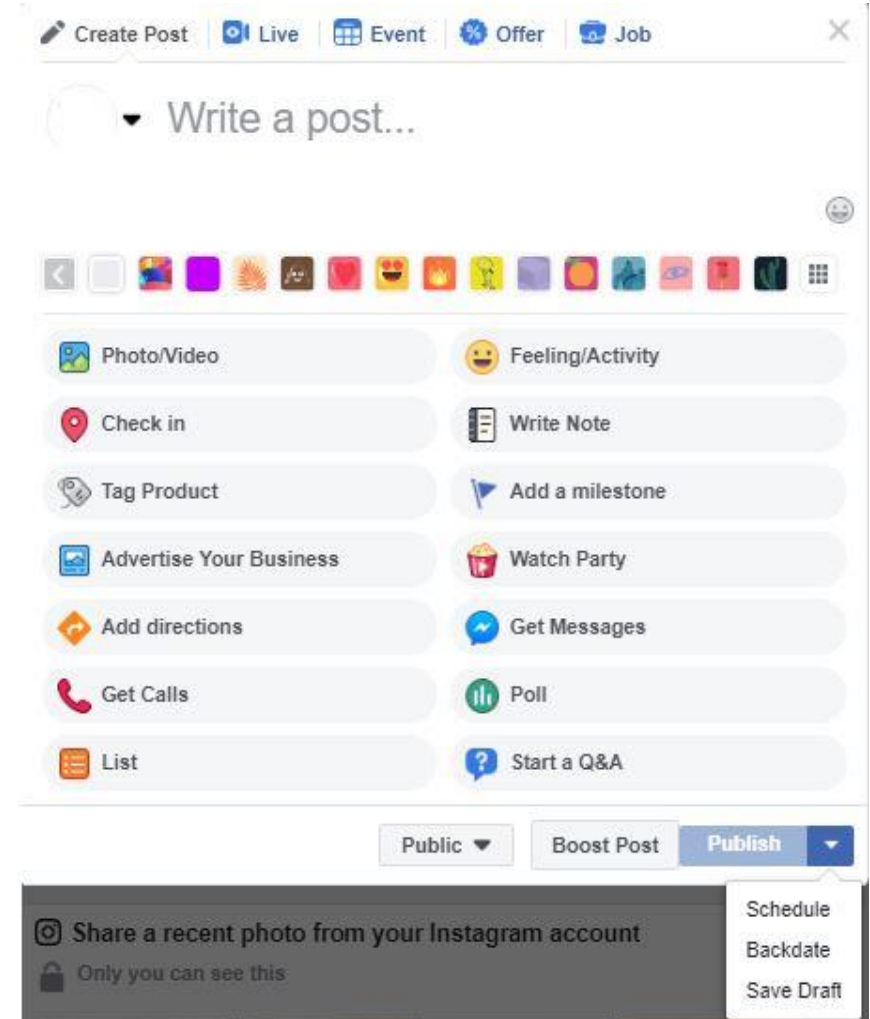 Create Post Live Event Offer Job
Write a post...
Photo/Video Feeling/Activity
Check in Write Note
Tag Product Add a milestone
Advertise Your Business Watch Party
Add directions Get Messages
Get Calls Poll
List Start a Q&A
Public Boost Post Publish
Schedule
Share a recent photo from your Instagram account
Backdate
Only you can see this
Save Draft